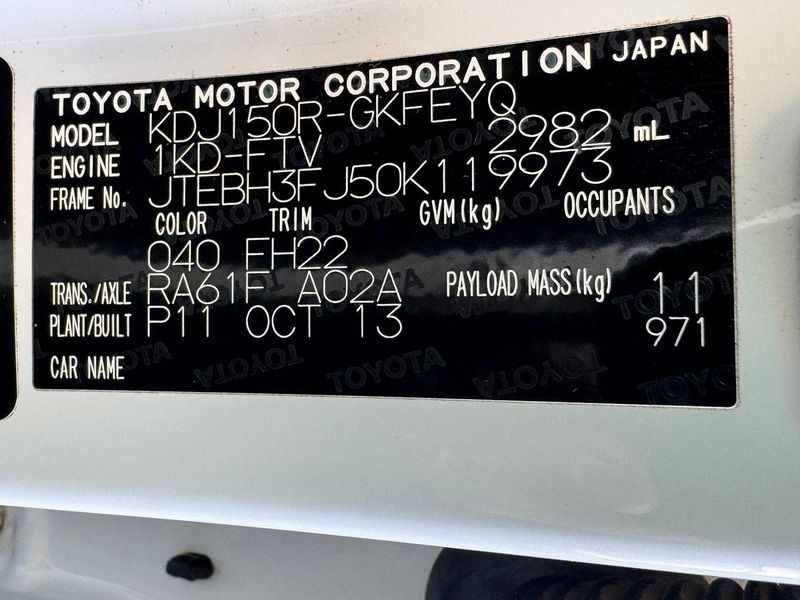 TOYOTA MOTOR CORPORATION JAPAN
MODEL KDJ150R-GKFEYQ
ENGINE 1KD-FTV 2982 mL
FRAME No. JTEBH3FJ50K119973
COLOR TRIM GVM(kg) OCCUPANTS
040 FH22
TRANS./AXLE RA61F A02A PAYLOAD MASS(kg) 11
PLANT/BUILT P11 OCT 13 971
CAR NAME